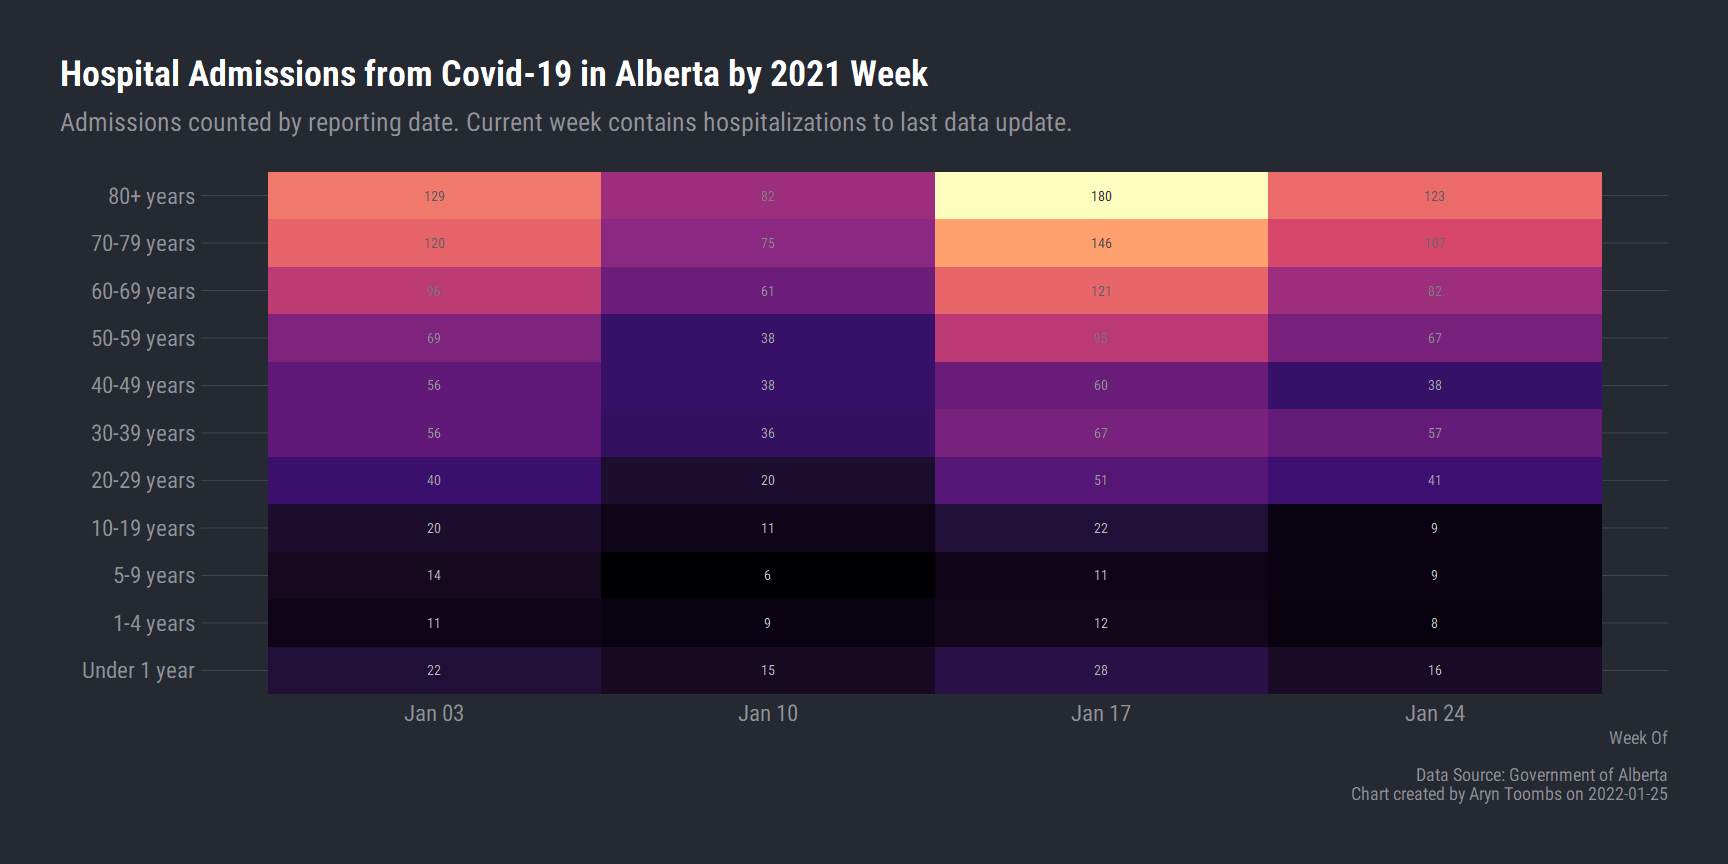 Hospital Admissions from Covid-19 in Alberta by 2021 Week
Admissions counted by reporting date. Current week contains hospitalizations to last data update.
80+ years 129 82 180 123
70-79 years 120 75 146 107
60-69 years 96 61 121 82
50-59 years 69 38 95 67
40-49 years 56 38 60 38
30-39 years 56 36 67 57
20-29 years 40 20 51 41
10-19 years 20 11 22 9
5-9 years 14 6 11 9
1-4 years 11 9 12 8
Under 1 year 22 15 28 16
Jan 03 Jan 10 Jan 17 Jan 24
Week Of
Data Source: Government of Alberta
Chart created by Aryn Toombs on 2022-01-25